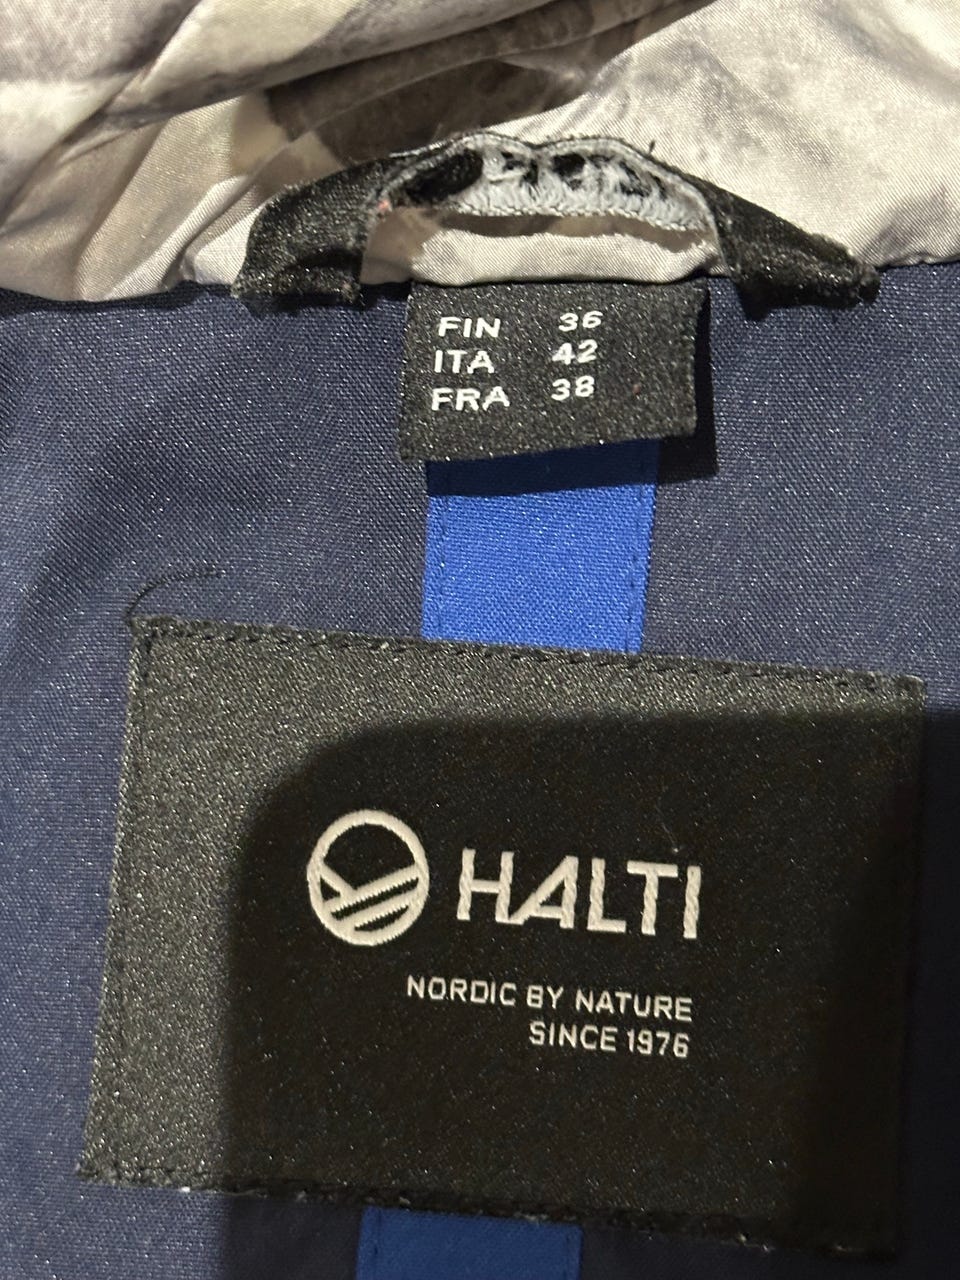 FIN 36
ITA 42
FRA 38
HALTI
NORDIC BY NATURE
SINCE 1976